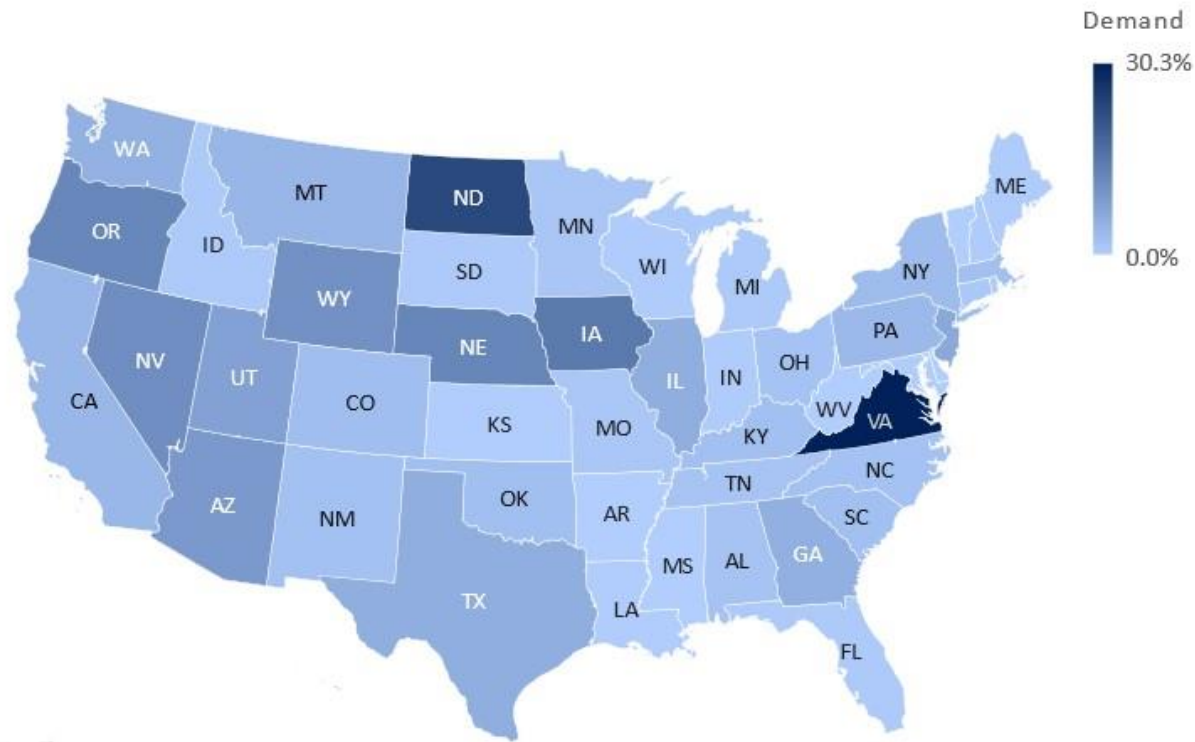 Demand
30.3%
0.0%
WA
MT
ND
MN
ME
OR
ID
SD
WI
MI
NY
WY
IA
PA
NV
UT
NE
IL
IN
OH
CA
CO
KS
MO
WV
VA
KY
AZ
NM
OK
AR
TN
NC
SC
TX
LA
MS
AL
GA
FL